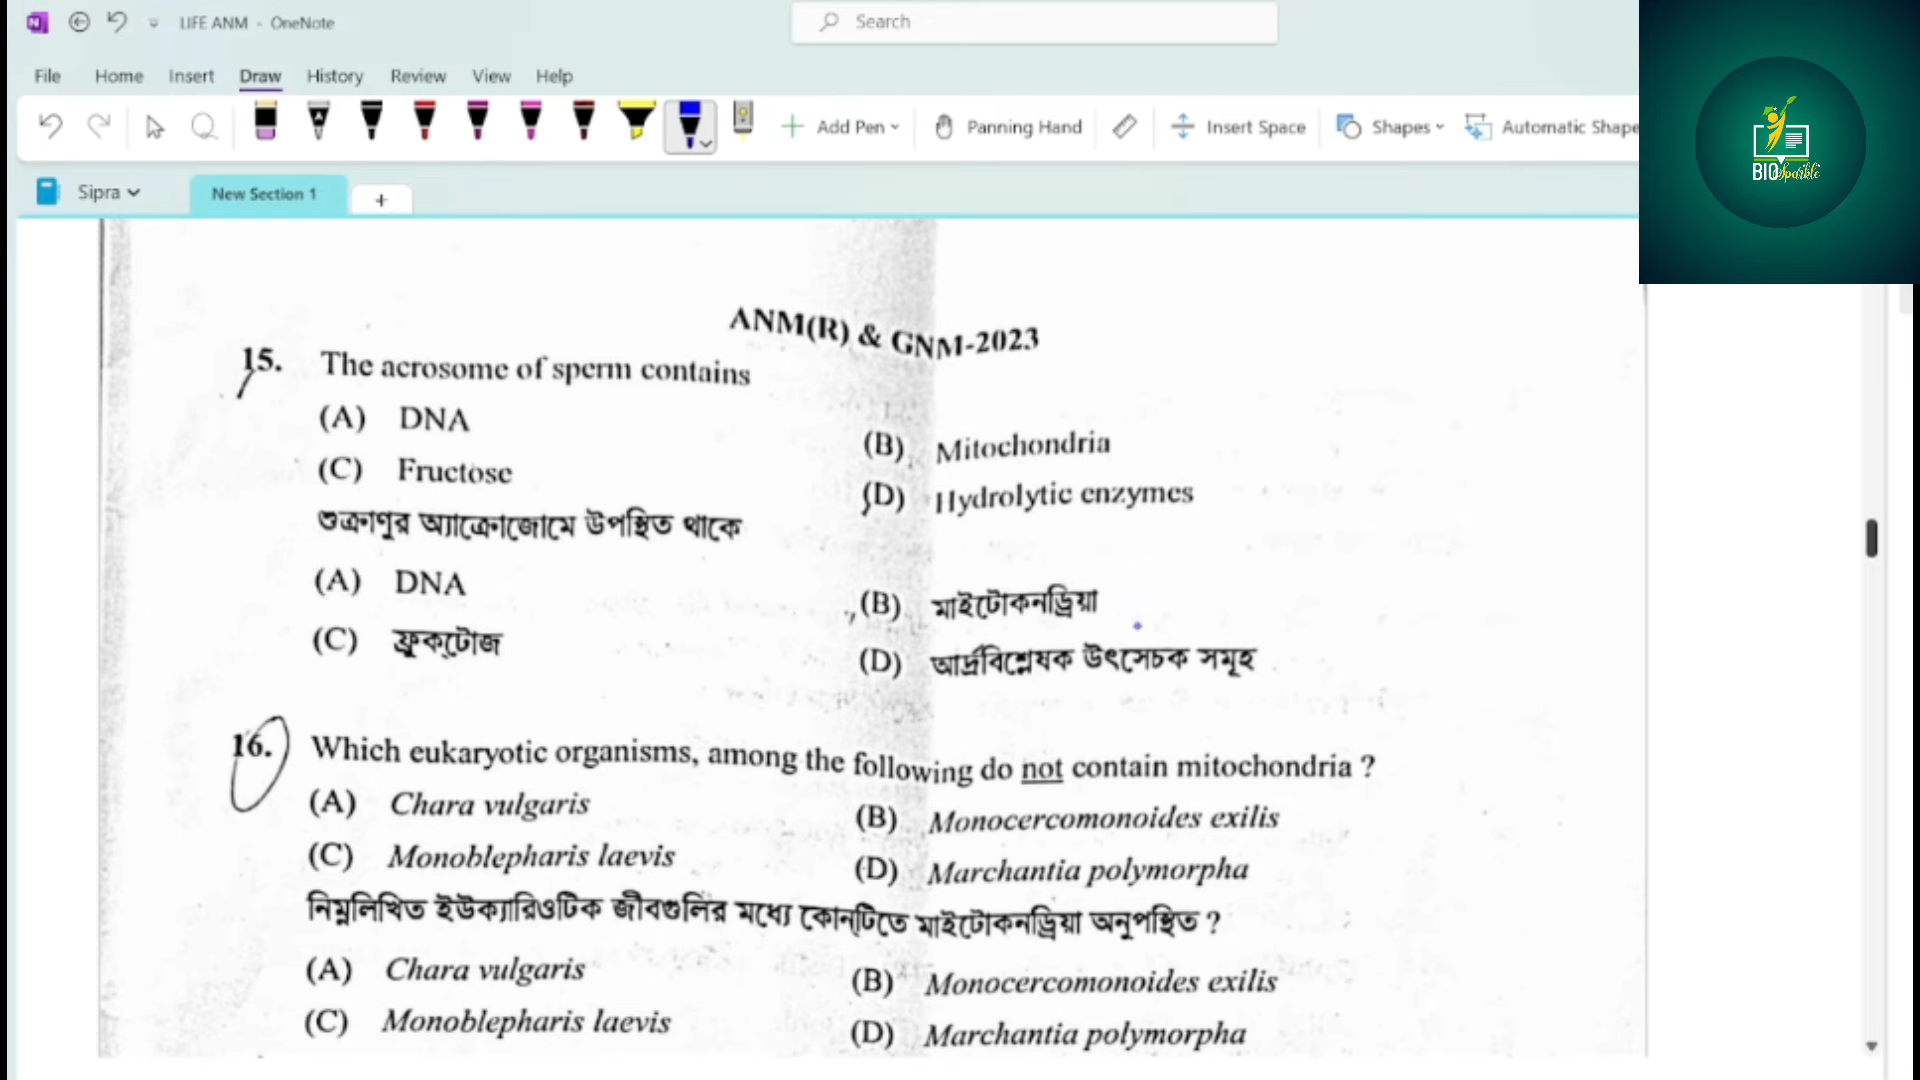 LIFE ANM - OneNote
Search
File Home Insert Draw History Review View Help
Add Pen Panning Hand Insert Space Shapes Automatic Shape
Sipra New Section 1 +
BIO Sparkle
ANM(R) & GNM-2023
15. The acrosome of sperm contains
(A) DNA
(B) Mitochondria
(C) Fructose
(D) Hydrolytic enzymes
শুক্রাণুর অ্যাক্রোজোমে উপস্থিত থাকে
(A) DNA
(B) মাইটোকনড্রিয়া
(C) ফ্রুক্‌টোজ
(D) আর্দ্রবিশ্লেষক উৎসেচক সমূহ
16. Which eukaryotic organisms, among the following do not contain mitochondria ?
(A) Chara vulgaris
(B) Monocercomonoides exilis
(C) Monoblepharis laevis
(D) Marchantia polymorpha
নিম্নলিখিত ইউক্যারিওটিক জীবগুলির মধ্যে কোন্‌টিতে মাইটোকনড্রিয়া অনুপস্থিত ?
(A) Chara vulgaris
(B) Monocercomonoides exilis
(C) Monoblepharis laevis
(D) Marchantia polymorpha